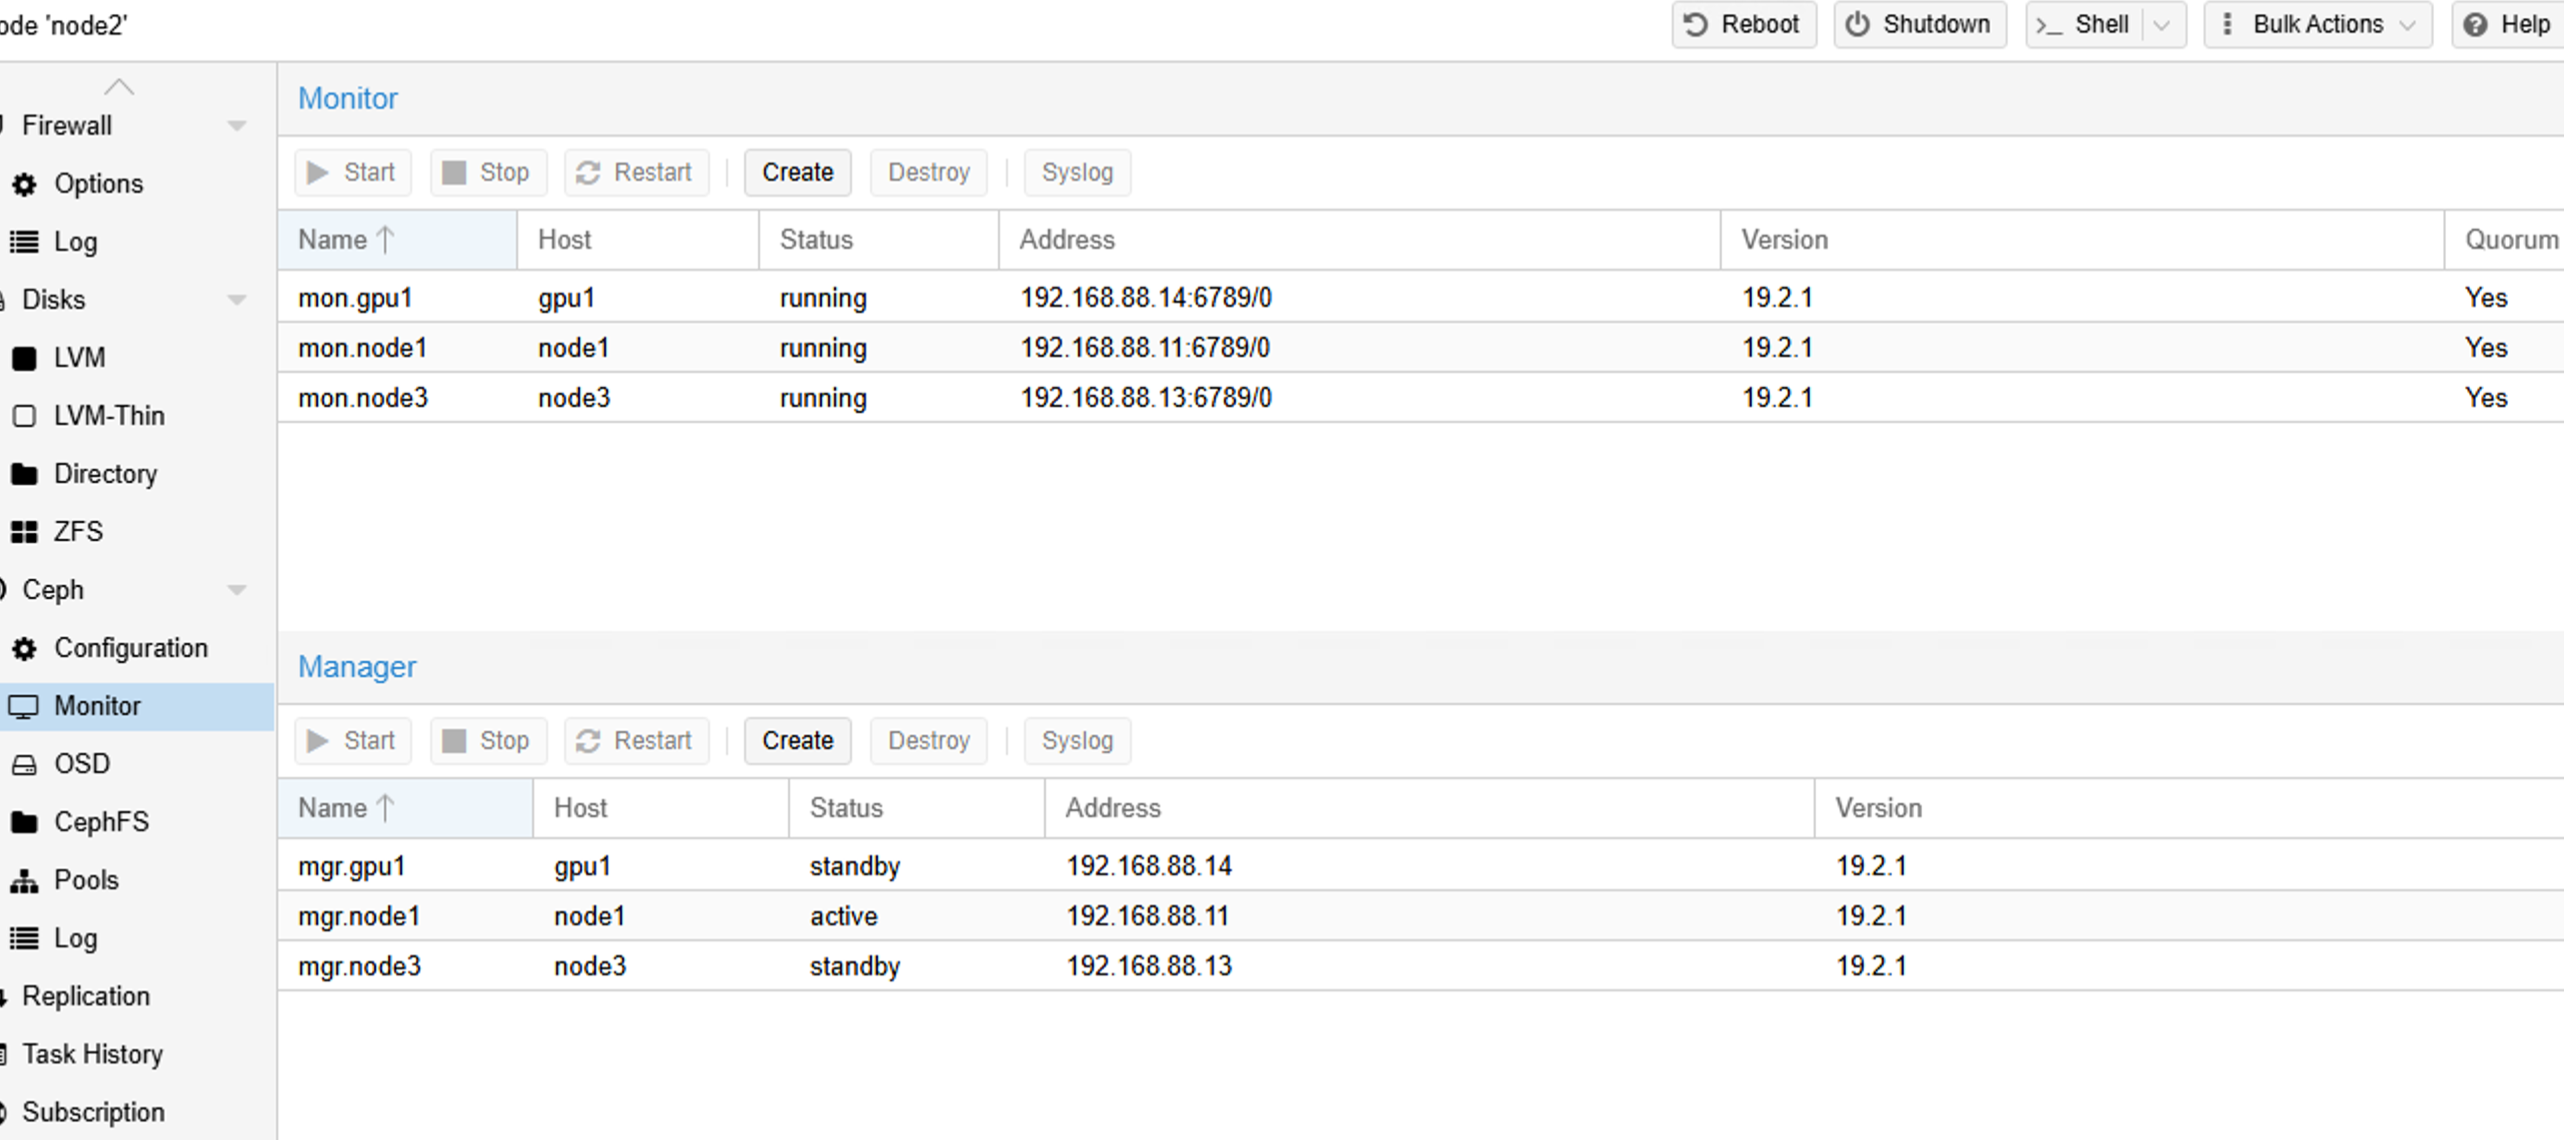 ode 'node2'
Reboot Shutdown Shell Bulk Actions Help
Firewall
Options
Log
Disks
LVM
LVM-Thin
Directory
ZFS
Ceph
Configuration
Monitor
OSD
CephFS
Pools
Log
Replication
Task History
Subscription
Monitor
Start Stop Restart Create Destroy Syslog
Name Host Status Address Version Quorum
mon.gpu1 gpu1 running 192.168.88.14:6789/0 19.2.1 Yes
mon.node1 node1 running 192.168.88.11:6789/0 19.2.1 Yes
mon.node3 node3 running 192.168.88.13:6789/0 19.2.1 Yes
Manager
Start Stop Restart Create Destroy Syslog
Name Host Status Address Version
mgr.gpu1 gpu1 standby 192.168.88.14 19.2.1
mgr.node1 node1 active 192.168.88.11 19.2.1
mgr.node3 node3 standby 192.168.88.13 19.2.1